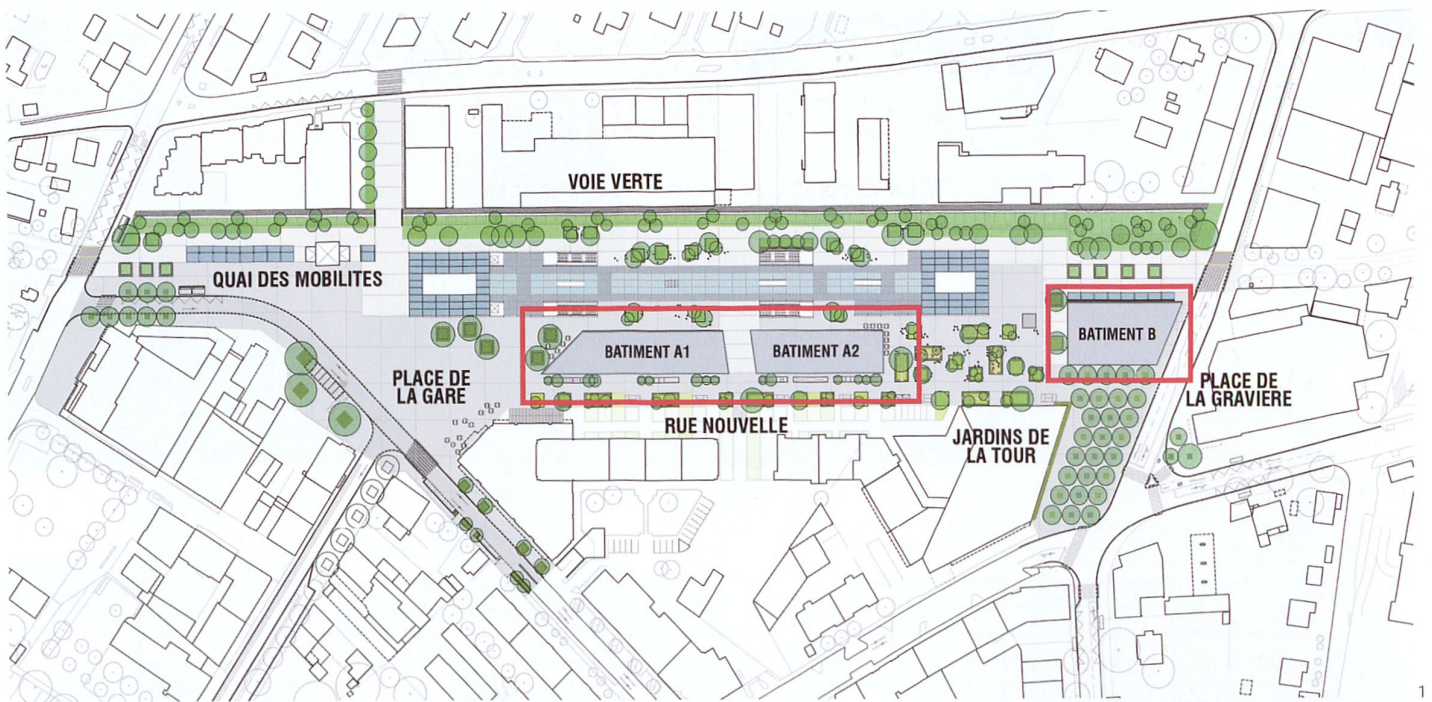 VOIE VERTE
QUAI DES MOBILITES
BATIMENT A1
BATIMENT A2
BATIMENT B
PLACE DE
LA GARE
RUE NOUVELLE
JARDINS DE
LA TOUR
PLACE DE
LA GRAVIERE
1